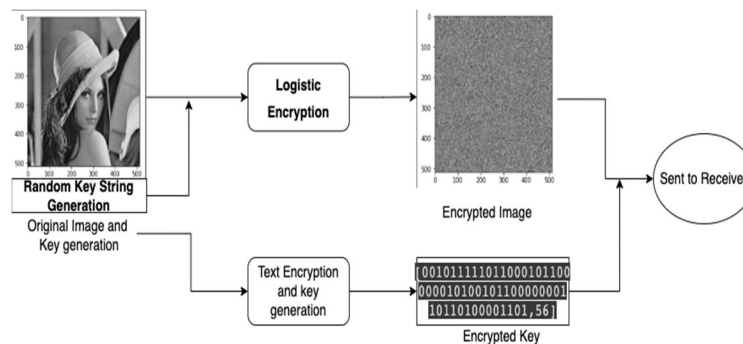 0
100
200
300
400
500
0 100 200 300 400 500
Random Key String
Generation
Original Image and
Key generation
Logistic
Encryption
0
100
200
300
400
500
0 100 200 300 400 500
Encrypted Image
Sent to Receive
Text Encryption
and key
generation
[001011111011000101100
000010100101100000001
10110100001101,56]
Encrypted Key